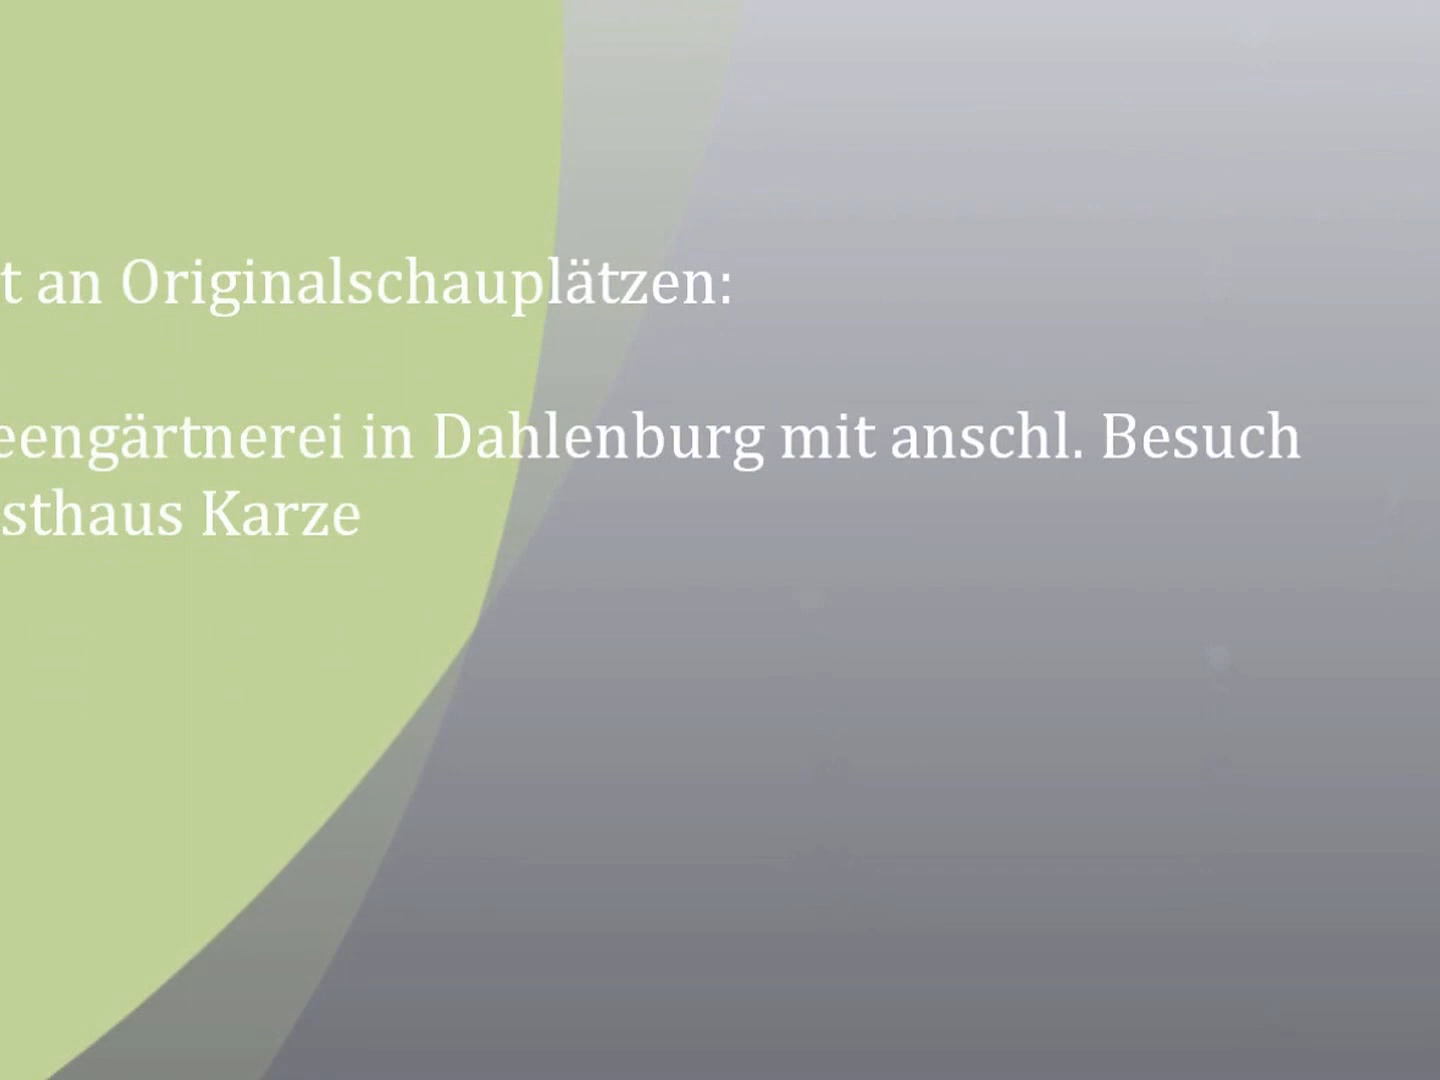 t an Originalschauplätzen:
eengärtnerei in Dahlenburg mit anschl. Besuch
sthaus Karze